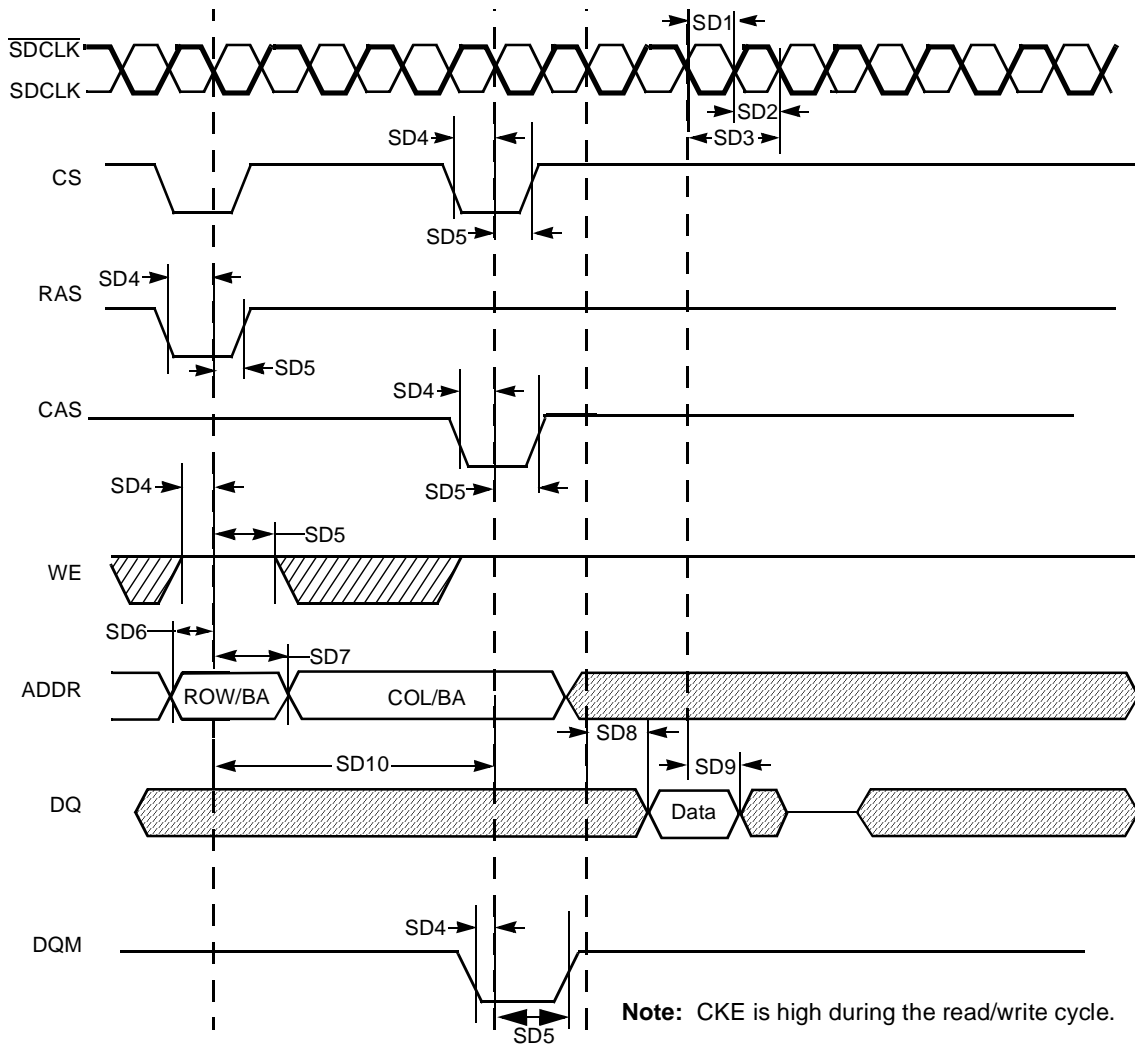 SD1
SDCLK
SDCLK
SD2
SD4
SD3
CS
SD5
SD4
RAS
SD5
SD4
CAS
SD4
SD5
SD5
WE
SD6
SD7
ADDR
ROW/BA
COL/BA
SD8
SD10
SD9
DQ
Data
SD4
DQM
Note: CKE is high during the read/write cycle.
SD5